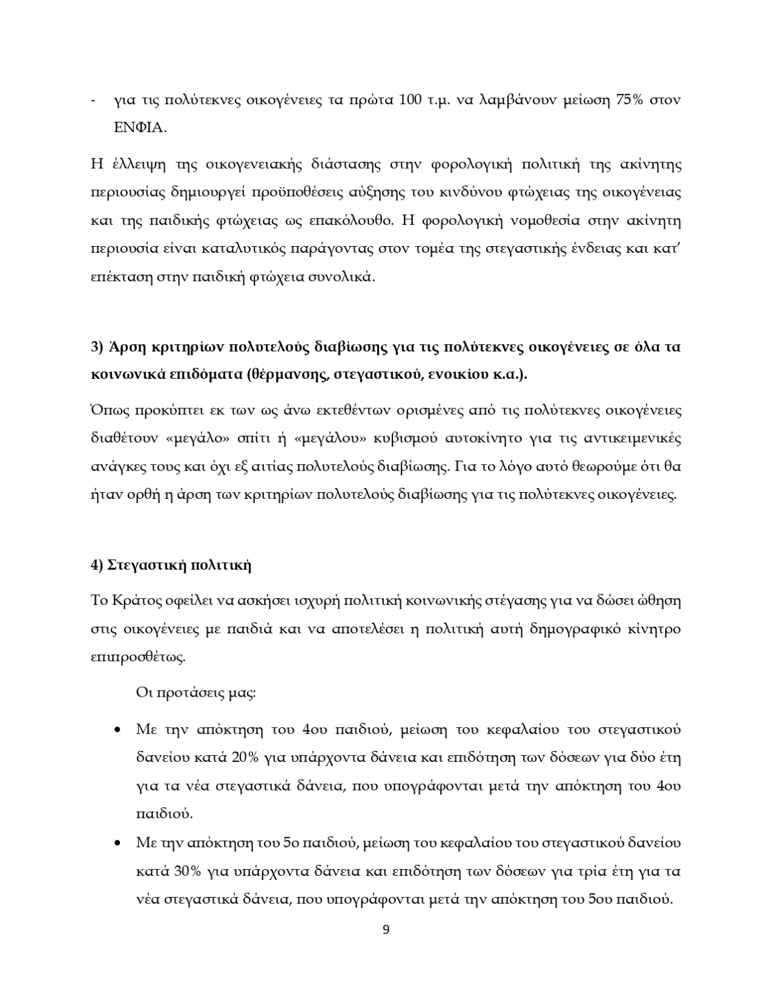 - για τις πολύτεκνες οικογένειες τα πρώτα 100 τ.μ. να λαμβάνουν μείωση 75% στον
ΕΝΦΙΑ.
Η έλλειψη της οικογενειακής διάστασης στην φορολογική πολιτική της ακίνητης
περιουσίας δημιουργεί προϋποθέσεις αύξησης του κινδύνου φτώχειας της οικογένειας
και της παιδικής φτώχειας ως επακόλουθο. Η φορολογική νομοθεσία στην ακίνητη
περιουσία είναι καταλυτικός παράγοντας στον τομέα της στεγαστικής ένδειας και κατ’
επέκταση στην παιδική φτώχεια συνολικά.
3) Άρση κριτηρίων πολυτελούς διαβίωσης για τις πολύτεκνες οικογένειες σε όλα τα
κοινωνικά επιδόματα (θέρμανσης, στεγαστικού, ενοικίου κ.α.).
Όπως προκύπτει εκ των ως άνω εκτεθέντων ορισμένες από τις πολύτεκνες οικογένειες
διαθέτουν «μεγάλο» σπίτι ή «μεγάλου» κυβισμού αυτοκίνητο για τις αντικειμενικές
ανάγκες τους και όχι εξ αιτίας πολυτελούς διαβίωσης. Για το λόγο αυτό θεωρούμε ότι θα
ήταν ορθή η άρση των κριτηρίων πολυτελούς διαβίωσης για τις πολύτεκνες οικογένειες.
4) Στεγαστική πολιτική
Το Κράτος οφείλει να ασκήσει ισχυρή πολιτική κοινωνικής στέγασης για να δώσει ώθηση
στις οικογένειες με παιδιά και να αποτελέσει η πολιτική αυτή δημογραφικό κίνητρο
επιπροσθέτως.
Οι προτάσεις μας:
• Με την απόκτηση του 4ου παιδιού, μείωση του κεφαλαίου του στεγαστικού
δανείου κατά 20% για υπάρχοντα δάνεια και επιδότηση των δόσεων για δύο έτη
για τα νέα στεγαστικά δάνεια, που υπογράφονται μετά την απόκτηση του 4ου
παιδιού.
• Με την απόκτηση του 5ο παιδιού, μείωση του κεφαλαίου του στεγαστικού δανείου
κατά 30% για υπάρχοντα δάνεια και επιδότηση των δόσεων για τρία έτη για τα
νέα στεγαστικά δάνεια, που υπογράφονται μετά την απόκτηση του 5ου παιδιού.
9